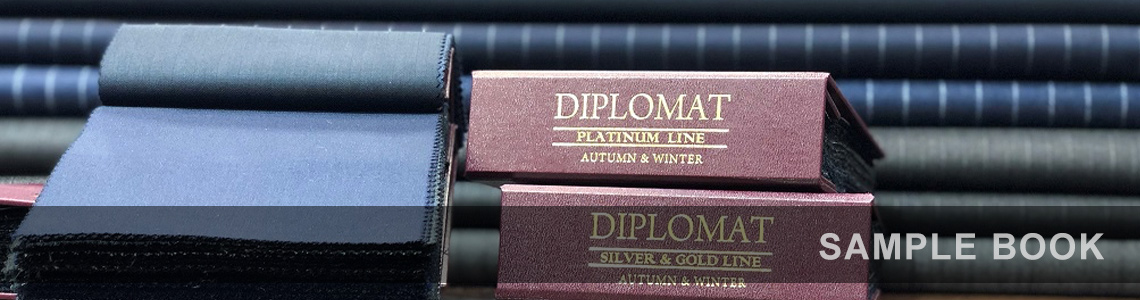 DIPLOMAT
PLATINUM LINE
AUTUMN & WINTER
DIPLOMAT
SILVER & GOLD LINE
AUTUMN & WINTER
SAMPLE BOOK